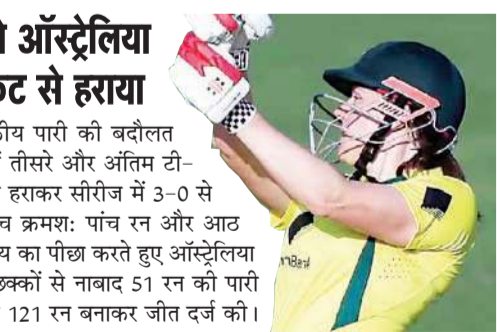 ऑस्ट्रेलिया
से हराया
पारी की बदौलत
तीसरे और अंतिम टी-
हराकर सीरीज में 3-0 से
क्रमश: पांच रन और आठ
का पीछा करते हुए ऑस्ट्रेलिया
छक्कों से नाबाद 51 रन की पारी
121 रन बनाकर जीत दर्ज की।